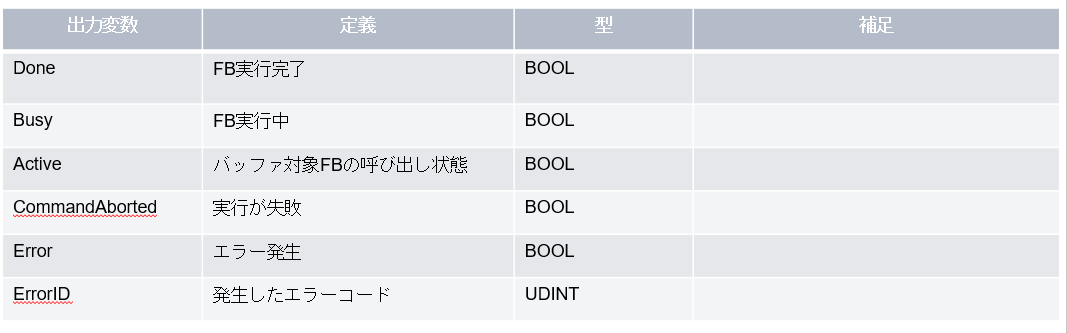 出力変数 定義 型 補足
Done FB実行完了 BOOL
Busy FB実行中 BOOL
Active バッファ対象FBの呼び出し状態 BOOL
CommandAborted 実行が失敗 BOOL
Error エラー発生 BOOL
ErrorID 発生したエラーコード UDINT